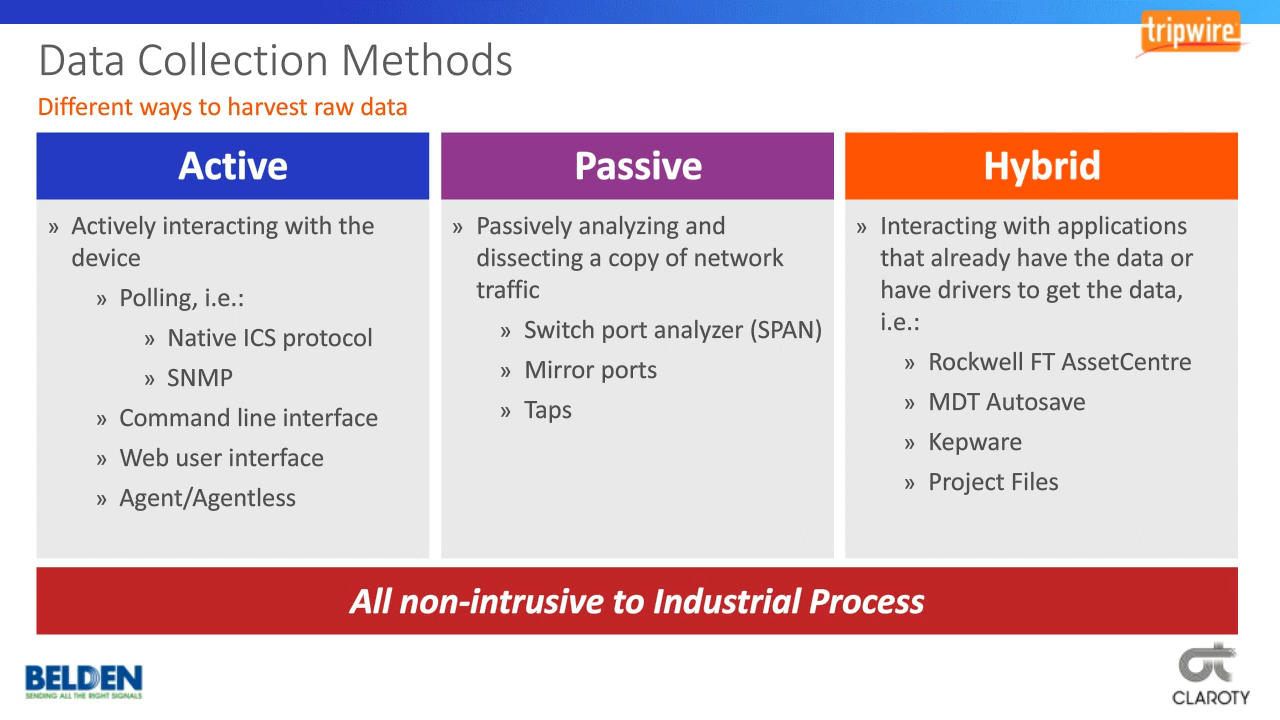 tripwire
Data Collection Methods
Different ways to harvest raw data
Active
» Actively interacting with the
device
» Polling, i.e.:
» Native ICS protocol
» SNMP
» Command line interface
» Web user interface
» Agent/Agentless
Passive
» Passively analyzing and
dissecting a copy of network
traffic
» Switch port analyzer (SPAN)
» Mirror ports
» Taps
Hybrid
» Interacting with applications
that already have the data or
have drivers to get the data,
i.e.:
» Rockwell FT AssetCentre
» MDT Autosave
» Kepware
» Project Files
All non-intrusive to Industrial Process
BELDEN
SENDING ALL THE RIGHT SIGNALS
CLAROTY